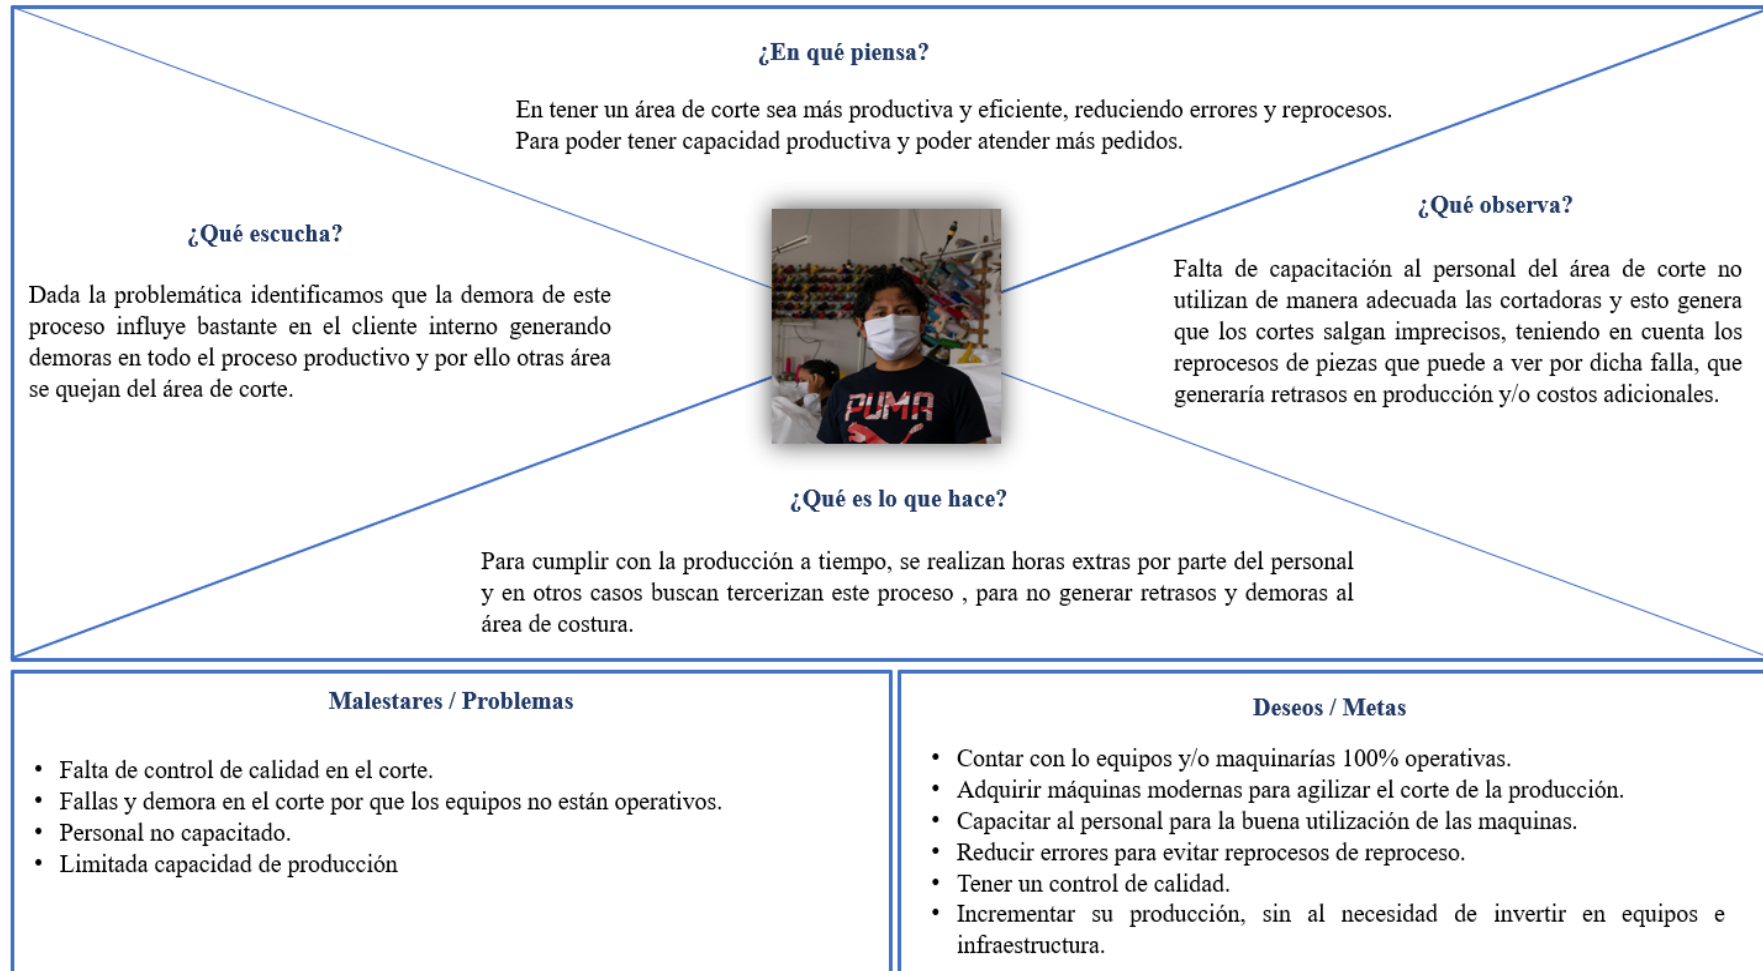 ¿En qué piensa?
En tener un área de corte sea más productiva y eficiente, reduciendo errores y reprocesos.
Para poder tener capacidad productiva y poder atender más pedidos.
¿Qué escucha?
Dada la problemática identificamos que la demora de este
proceso influye bastante en el cliente interno generando
demoras en todo el proceso productivo y por ello otras área
se quejan del área de corte.
¿Qué observa?
Falta de capacitación al personal del área de corte no
utilizan de manera adecuada las cortadoras y esto genera
que los cortes salgan imprecisos, teniendo en cuenta los
reprocesos de piezas que puede a ver por dicha falla, que
generaría retrasos en producción y/o costos adicionales.
PUMA
¿Qué es lo que hace?
Para cumplir con la producción a tiempo, se realizan horas extras por parte del personal
y en otros casos buscan tercerizan este proceso , para no generar retrasos y demoras al
área de costura.
Malestares / Problemas
• Falta de control de calidad en el corte.
• Fallas y demora en el corte por que los equipos no están operativos.
• Personal no capacitado.
• Limitada capacidad de producción
Deseos / Metas
• Contar con lo equipos y/o maquinarías 100% operativas.
• Adquirir máquinas modernas para agilizar el corte de la producción.
• Capacitar al personal para la buena utilización de las maquinas.
• Reducir errores para evitar reprocesos de reproceso.
• Tener un control de calidad.
• Incrementar su producción, sin al necesidad de invertir en equipos e
infraestructura.